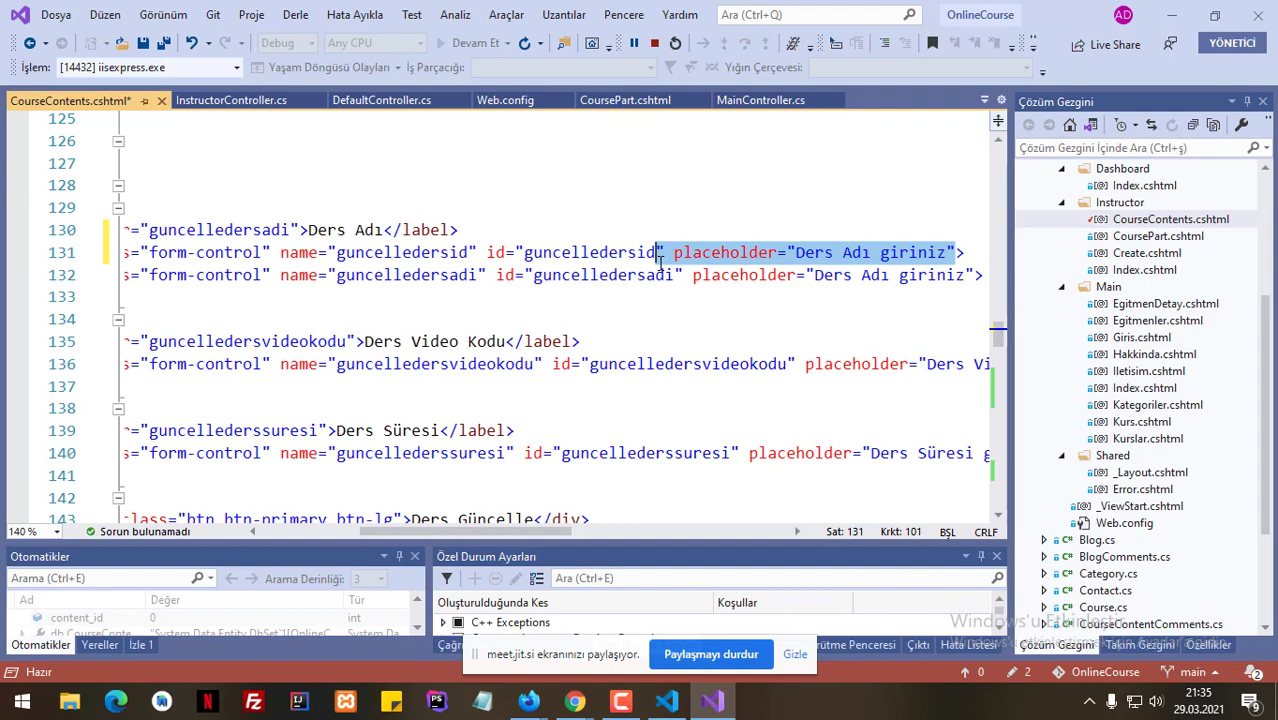 Dosya Düzen Görünüm Git Proje Derle Hata Ayıkla Test Analiz Araçlar Uzantılar Pencere Yardım Ara (Ctrl+Q) OnlineCourse AD
Debug Any CPU Devam Et Live Share YÖNETİCİ
İşlem: [14432] iisexpress.exe Yaşam Döngüsü Olayları İş Parçacığı: Yığın Çerçevesi:
CourseContents.cshtml* InstructorController.cs DefaultController.cs Web.config CoursePart.cshtml MainController.cs
Çözüm Gezgini
Çözüm Gezgini İçinde Ara (Ctrl+ş)
125
126
127
128
129
130 r="guncelledersadi">Ders Adı</label>
131 s="form-control" name="guncelledersid" id="guncelledersid" placeholder="Ders Adı giriniz">
132 s="form-control" name="guncelledersadi" id="guncelledersadi" placeholder="Ders Adı giriniz">
133
134
135 r="guncelledersvideokodu">Ders Video Kodu</label>
136 s="form-control" name="guncelledersvideokodu" id="guncelledersvideokodu" placeholder="Ders Vi
137
138
139 ="guncellederssuresi">Ders Süresi</label>
140 s="form-control" name="guncellederssuresi" id="guncellederssuresi" placeholder="Ders Süresi g
141
142
143 class="btn btn-primary btn-lg">Ders Güncelle</div>
Dashboard
Index.cshtml
Instructor
CourseContents.cshtml
CoursePart.cshtml
Create.cshtml
Index.cshtml
Main
EgitmenDetay.cshtml
Egitmenler.cshtml
Giris.cshtml
Hakkinda.cshtml
Iletisim.cshtml
Index.cshtml
Kategoriler.cshtml
Kurs.cshtml
Kurslar.cshtml
Shared
_Layout.cshtml
Error.cshtml
_ViewStart.cshtml
Web.config
Blog.cs
BlogComments.cs
Category.cs
Contact.cs
Course.cs
CourseContentComments.cs
140 % Sorun bulunamadı Sat: 131 Krkt: 101 BŞL CRLF
Otomatikler
Arama (Ctrl+E) Arama Derinliği: 3
Ad Değer Tür
content_id 0 int
Otomatikler Yereller İzle 1
Özel Durum Ayarları
Ara (Ctrl+E)
Oluşturulduğunda Kes Koşullar
C++ Exceptions
Çıktı Hata Listesi
Çözüm Gezgini Özellikler
Windows'u Etkinleştir
meet.jit.si ekranınızı paylaşıyor. Paylaşmayı durdur Gizle
Hazır 0 2 OnlineCourse main 2
21:35
29.03.2021
9